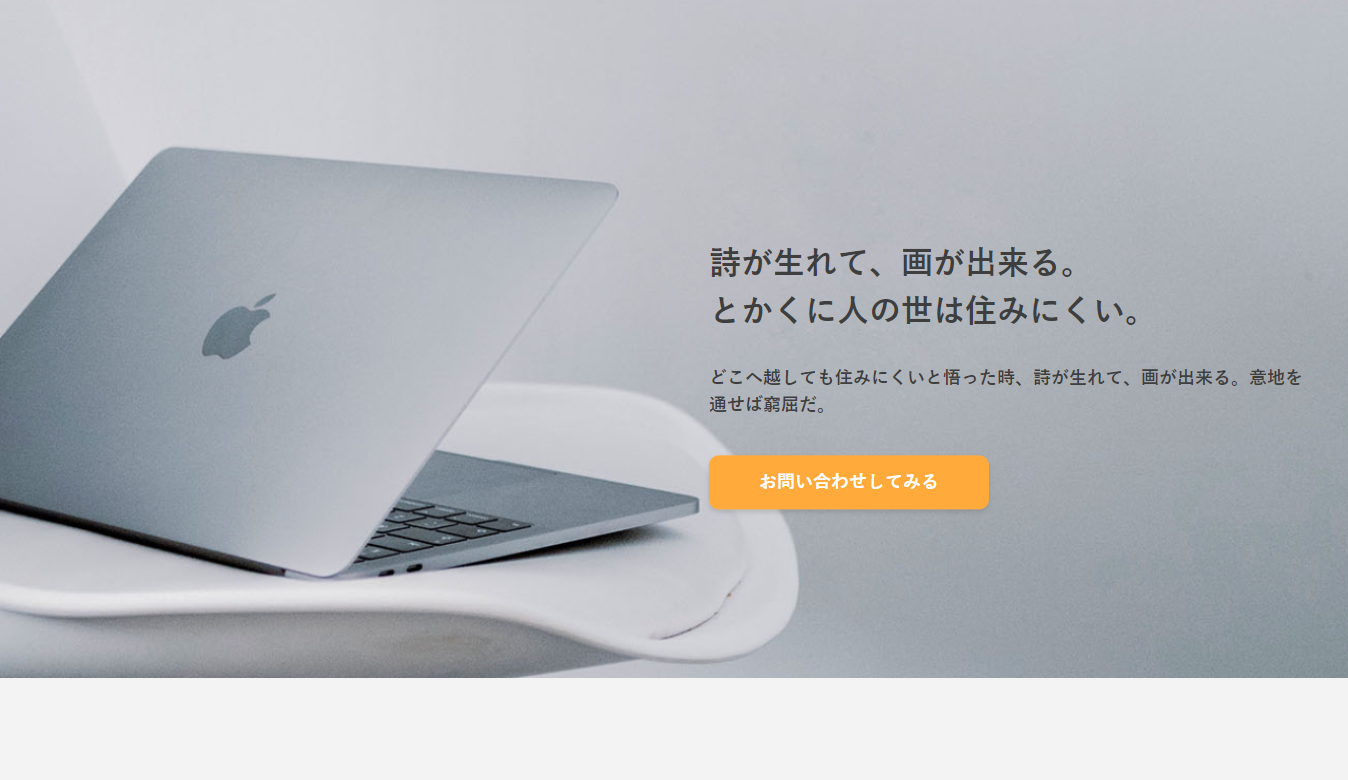 詩が生れて、画が出来る。
とかくに人の世は住みにくい。
どこへ越しても住みにくいと悟った時、詩が生れて、画が出来る。意地を
通せば窮屈だ。
お問い合わせしてみる